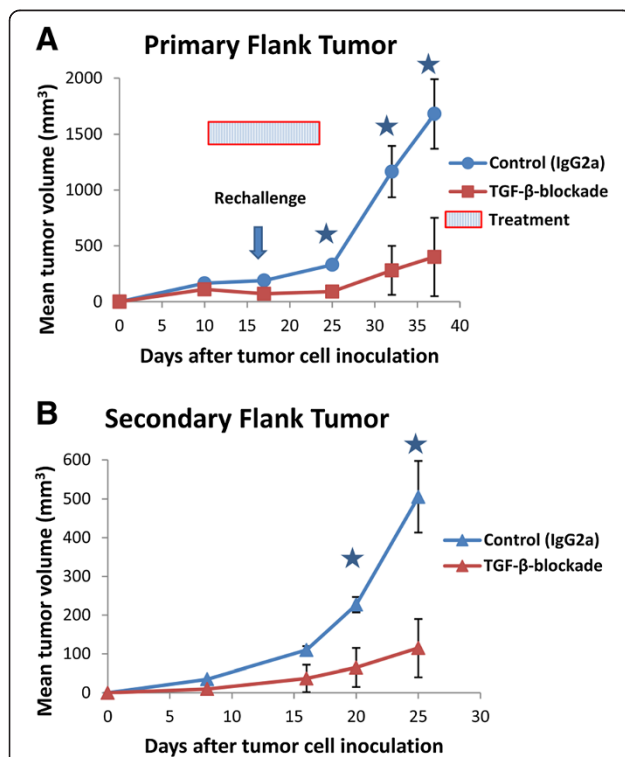 A
Primary Flank Tumor
Mean tumor volume (mm³)
2000
1500
1000
500
0
Rechallenge
0 5 10 15 20 25 30 35 40
Days after tumor cell inoculation
Control (IgG2a)
TGF-β-blockade
Treatment
B
Secondary Flank Tumor
Mean tumor volume (mm³)
600
500
400
300
200
100
0
0 5 10 15 20 25 30
Days after tumor cell inoculation
Control (IgG2a)
TGF-β-blockade